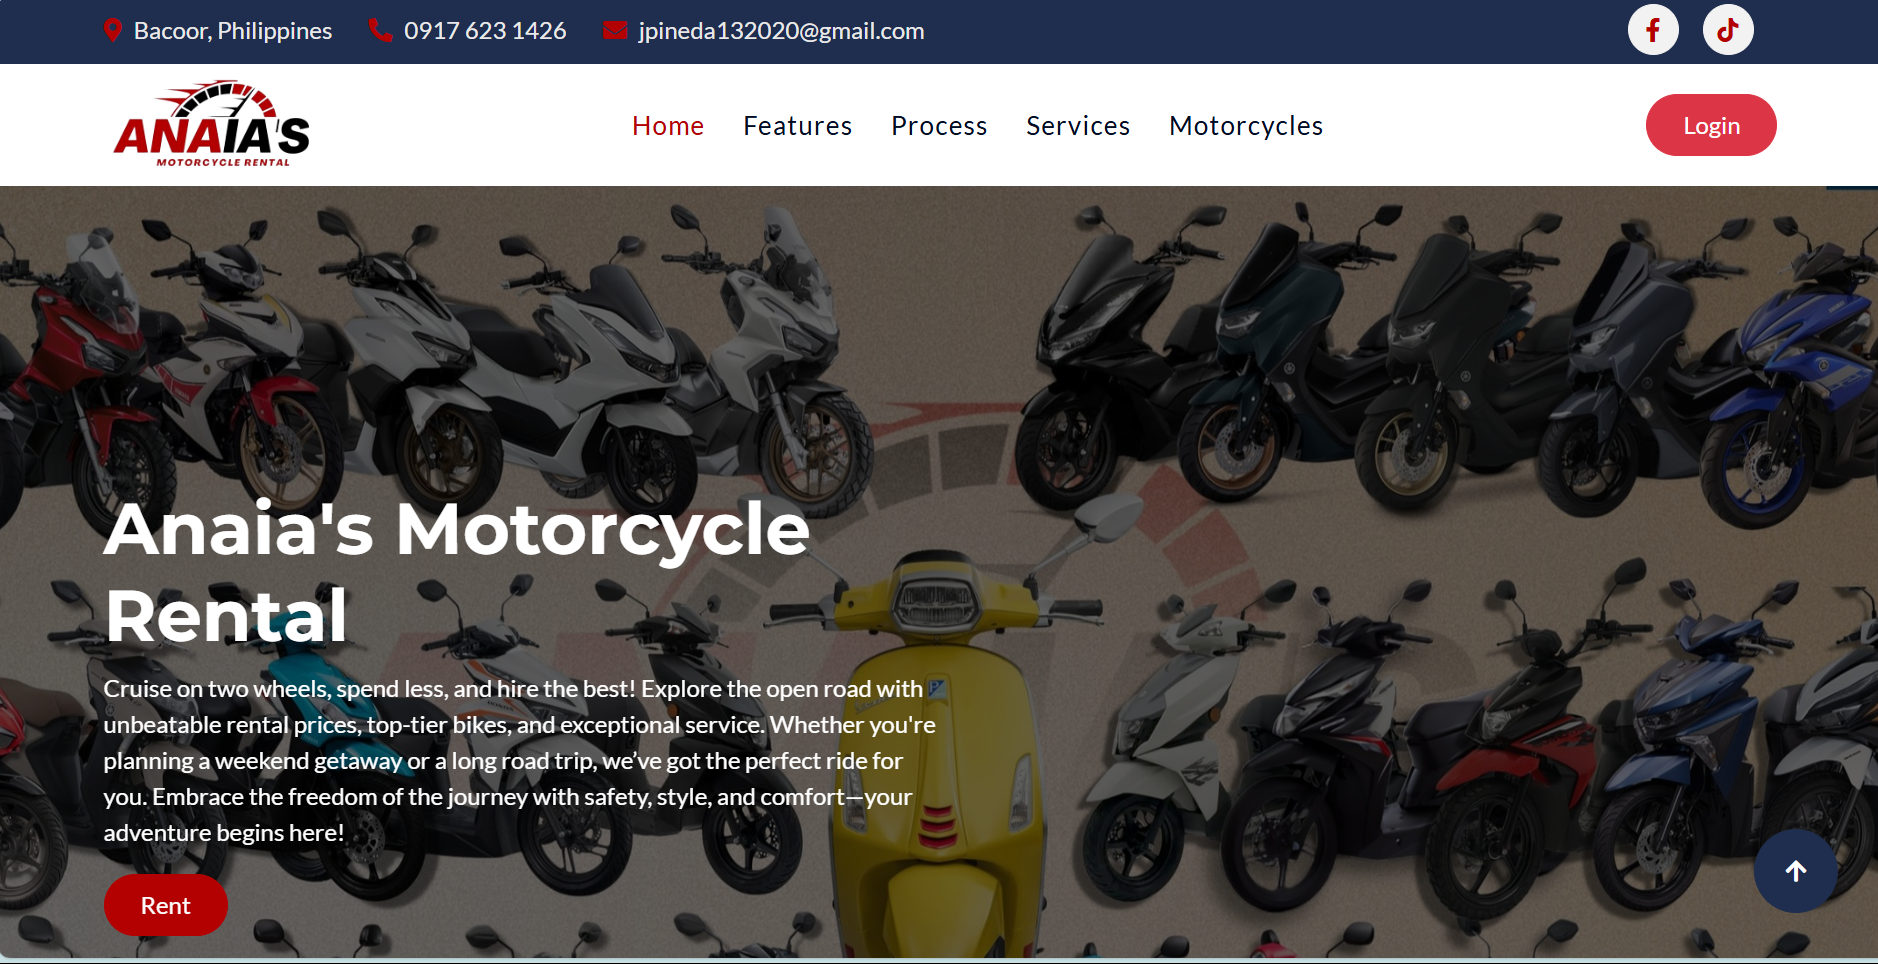 Bacoor, Philippines
0917 623 1426
jpineda132020@gmail.com
ANAIA'S
MOTORCYCLE RENTAL
Home
Features
Process
Services
Motorcycles
Login
Anaia's Motorcycle
Rental
Cruise on two wheels, spend less, and hire the best! Explore the open road with
unbeatable rental prices, top-tier bikes, and exceptional service. Whether you're
planning a weekend getaway or a long road trip, we’ve got the perfect ride for
you. Embrace the freedom of the journey with safety, style, and comfort—your
adventure begins here!
Rent